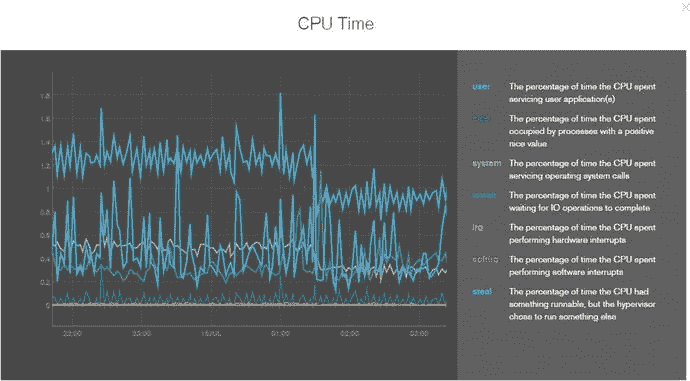 CPU Time
user The percentage of time the CPU spent
servicing user application(s)
The percentage of time the CPU spent
occupied by processes with a positive
nice value
system The percentage of time the CPU spent
servicing operating system calls
The percentage of time the CPU spent
waiting for IO operations to complete
irq The percentage of time the CPU spent
performing hardware interrupts
softirq The percentage of time the CPU spent
performing software interrupts
steal The percentage of time the CPU had
something runnable, but the hypervisor
chose to run something else
1.8
1.6
1.4
1.2
1
0.8
0.6
0.4
0.2
0
22:00 23:00 01:00 02:00 03:00